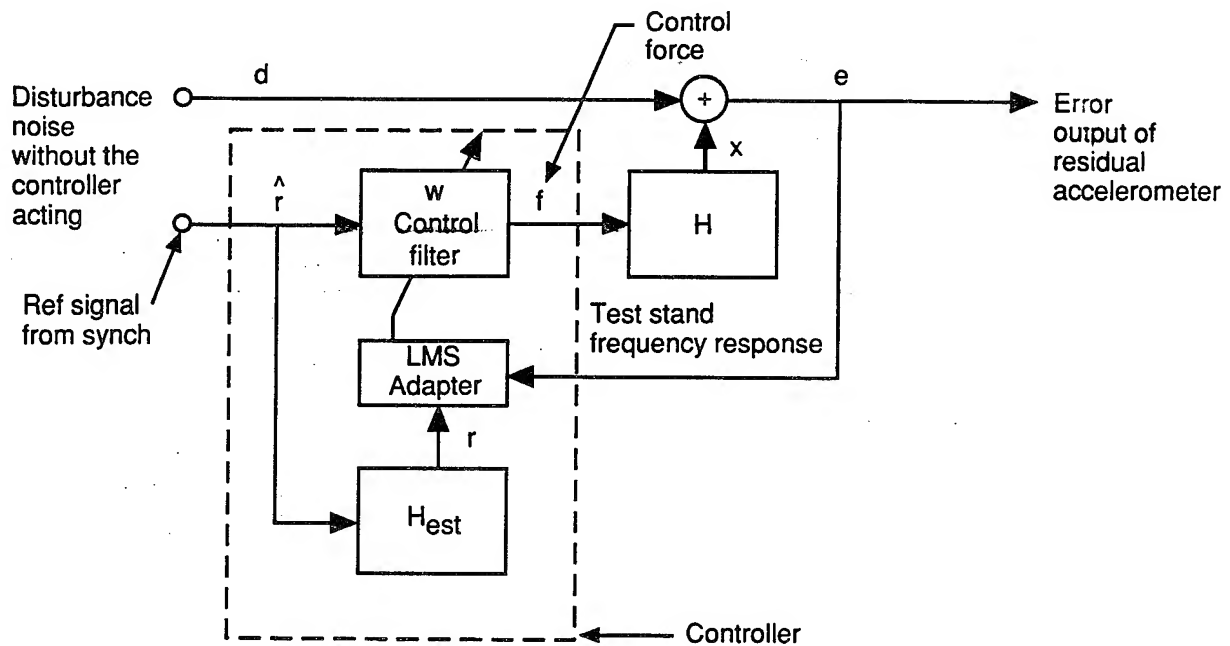 Control
force
d
e
Disturbance
noise
without the
controller
acting
+
Error
output of
residual
accelerometer
x
^
r
w
Control
filter
f
H
Ref signal
from synch
Test stand
frequency response
LMS
Adapter
r
Hest
Controller